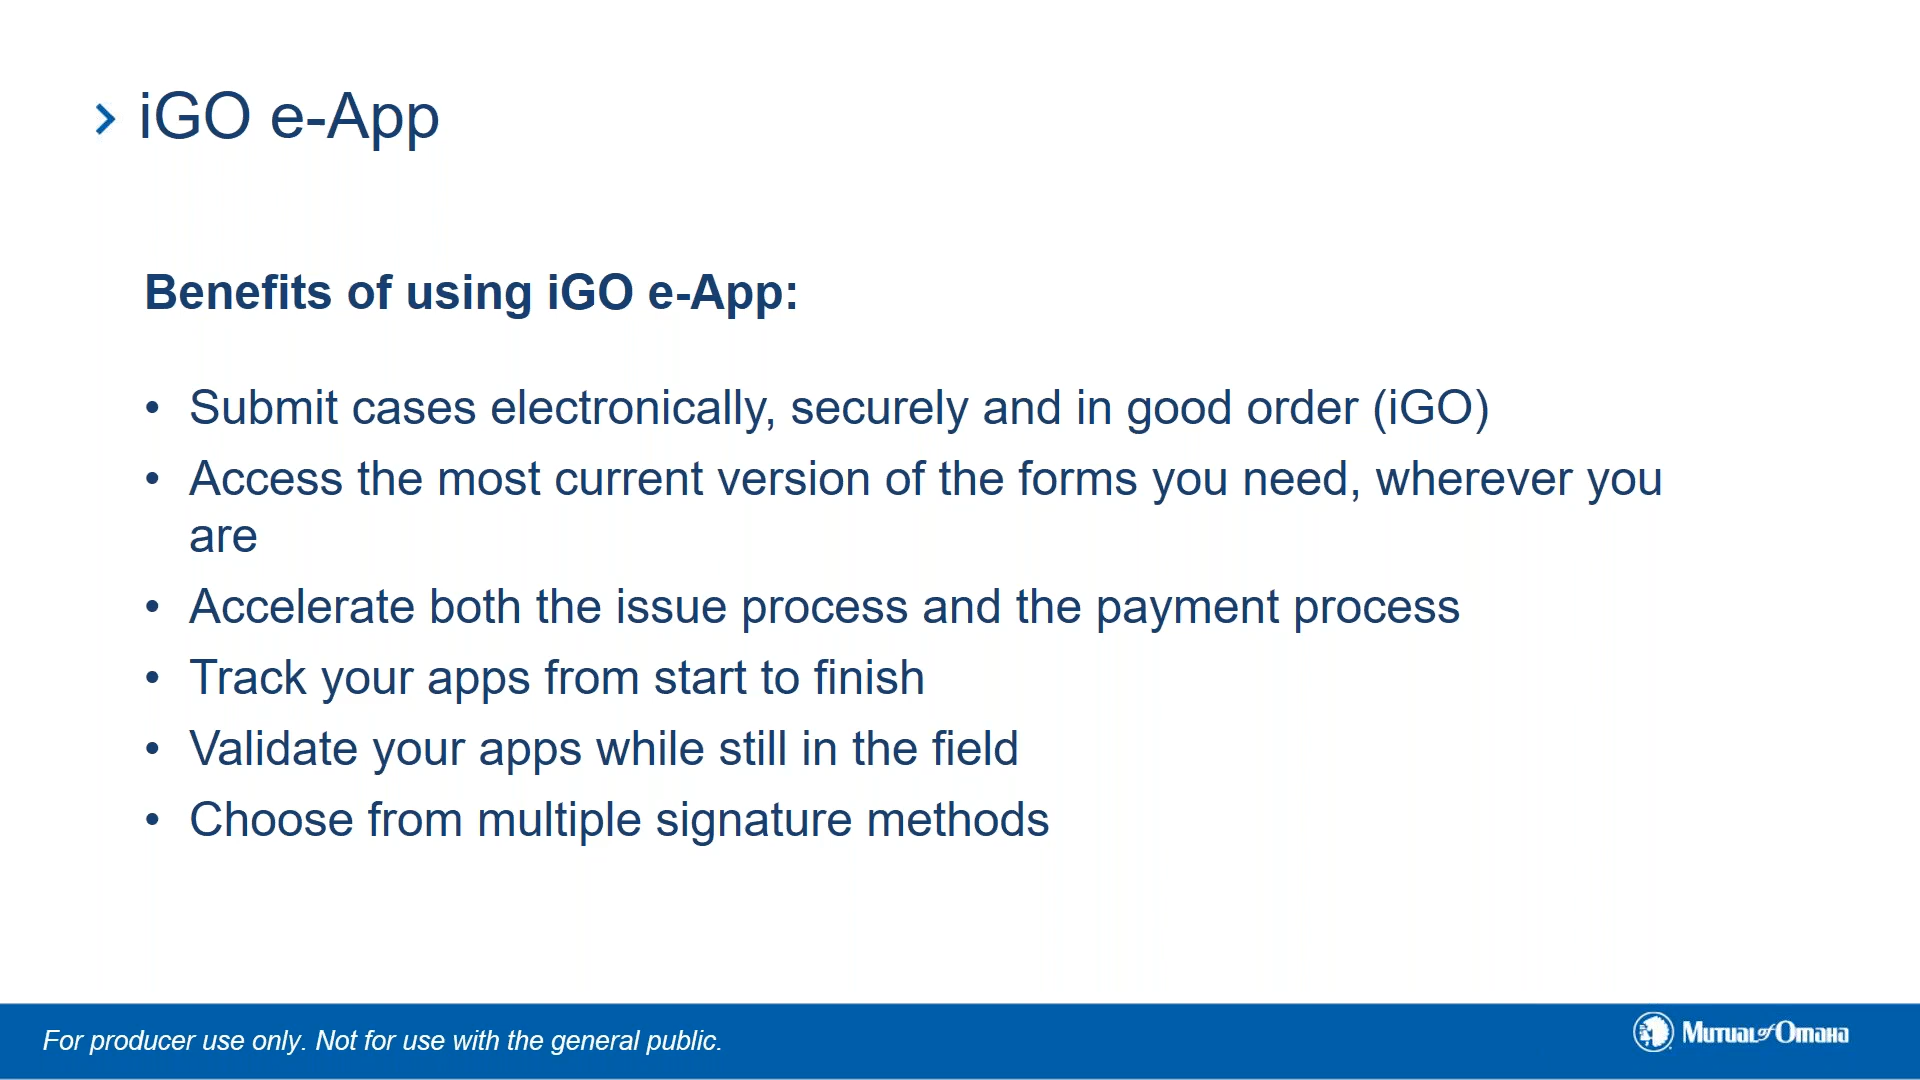 iGO e-App
Benefits of using iGO e-App:
• Submit cases electronically, securely and in good order (iGO)
• Access the most current version of the forms you need, wherever you
are
• Accelerate both the issue process and the payment process
• Track your apps from start to finish
• Validate your apps while still in the field
• Choose from multiple signature methods
For producer use only. Not for use with the general public.
Mutual of Omaha